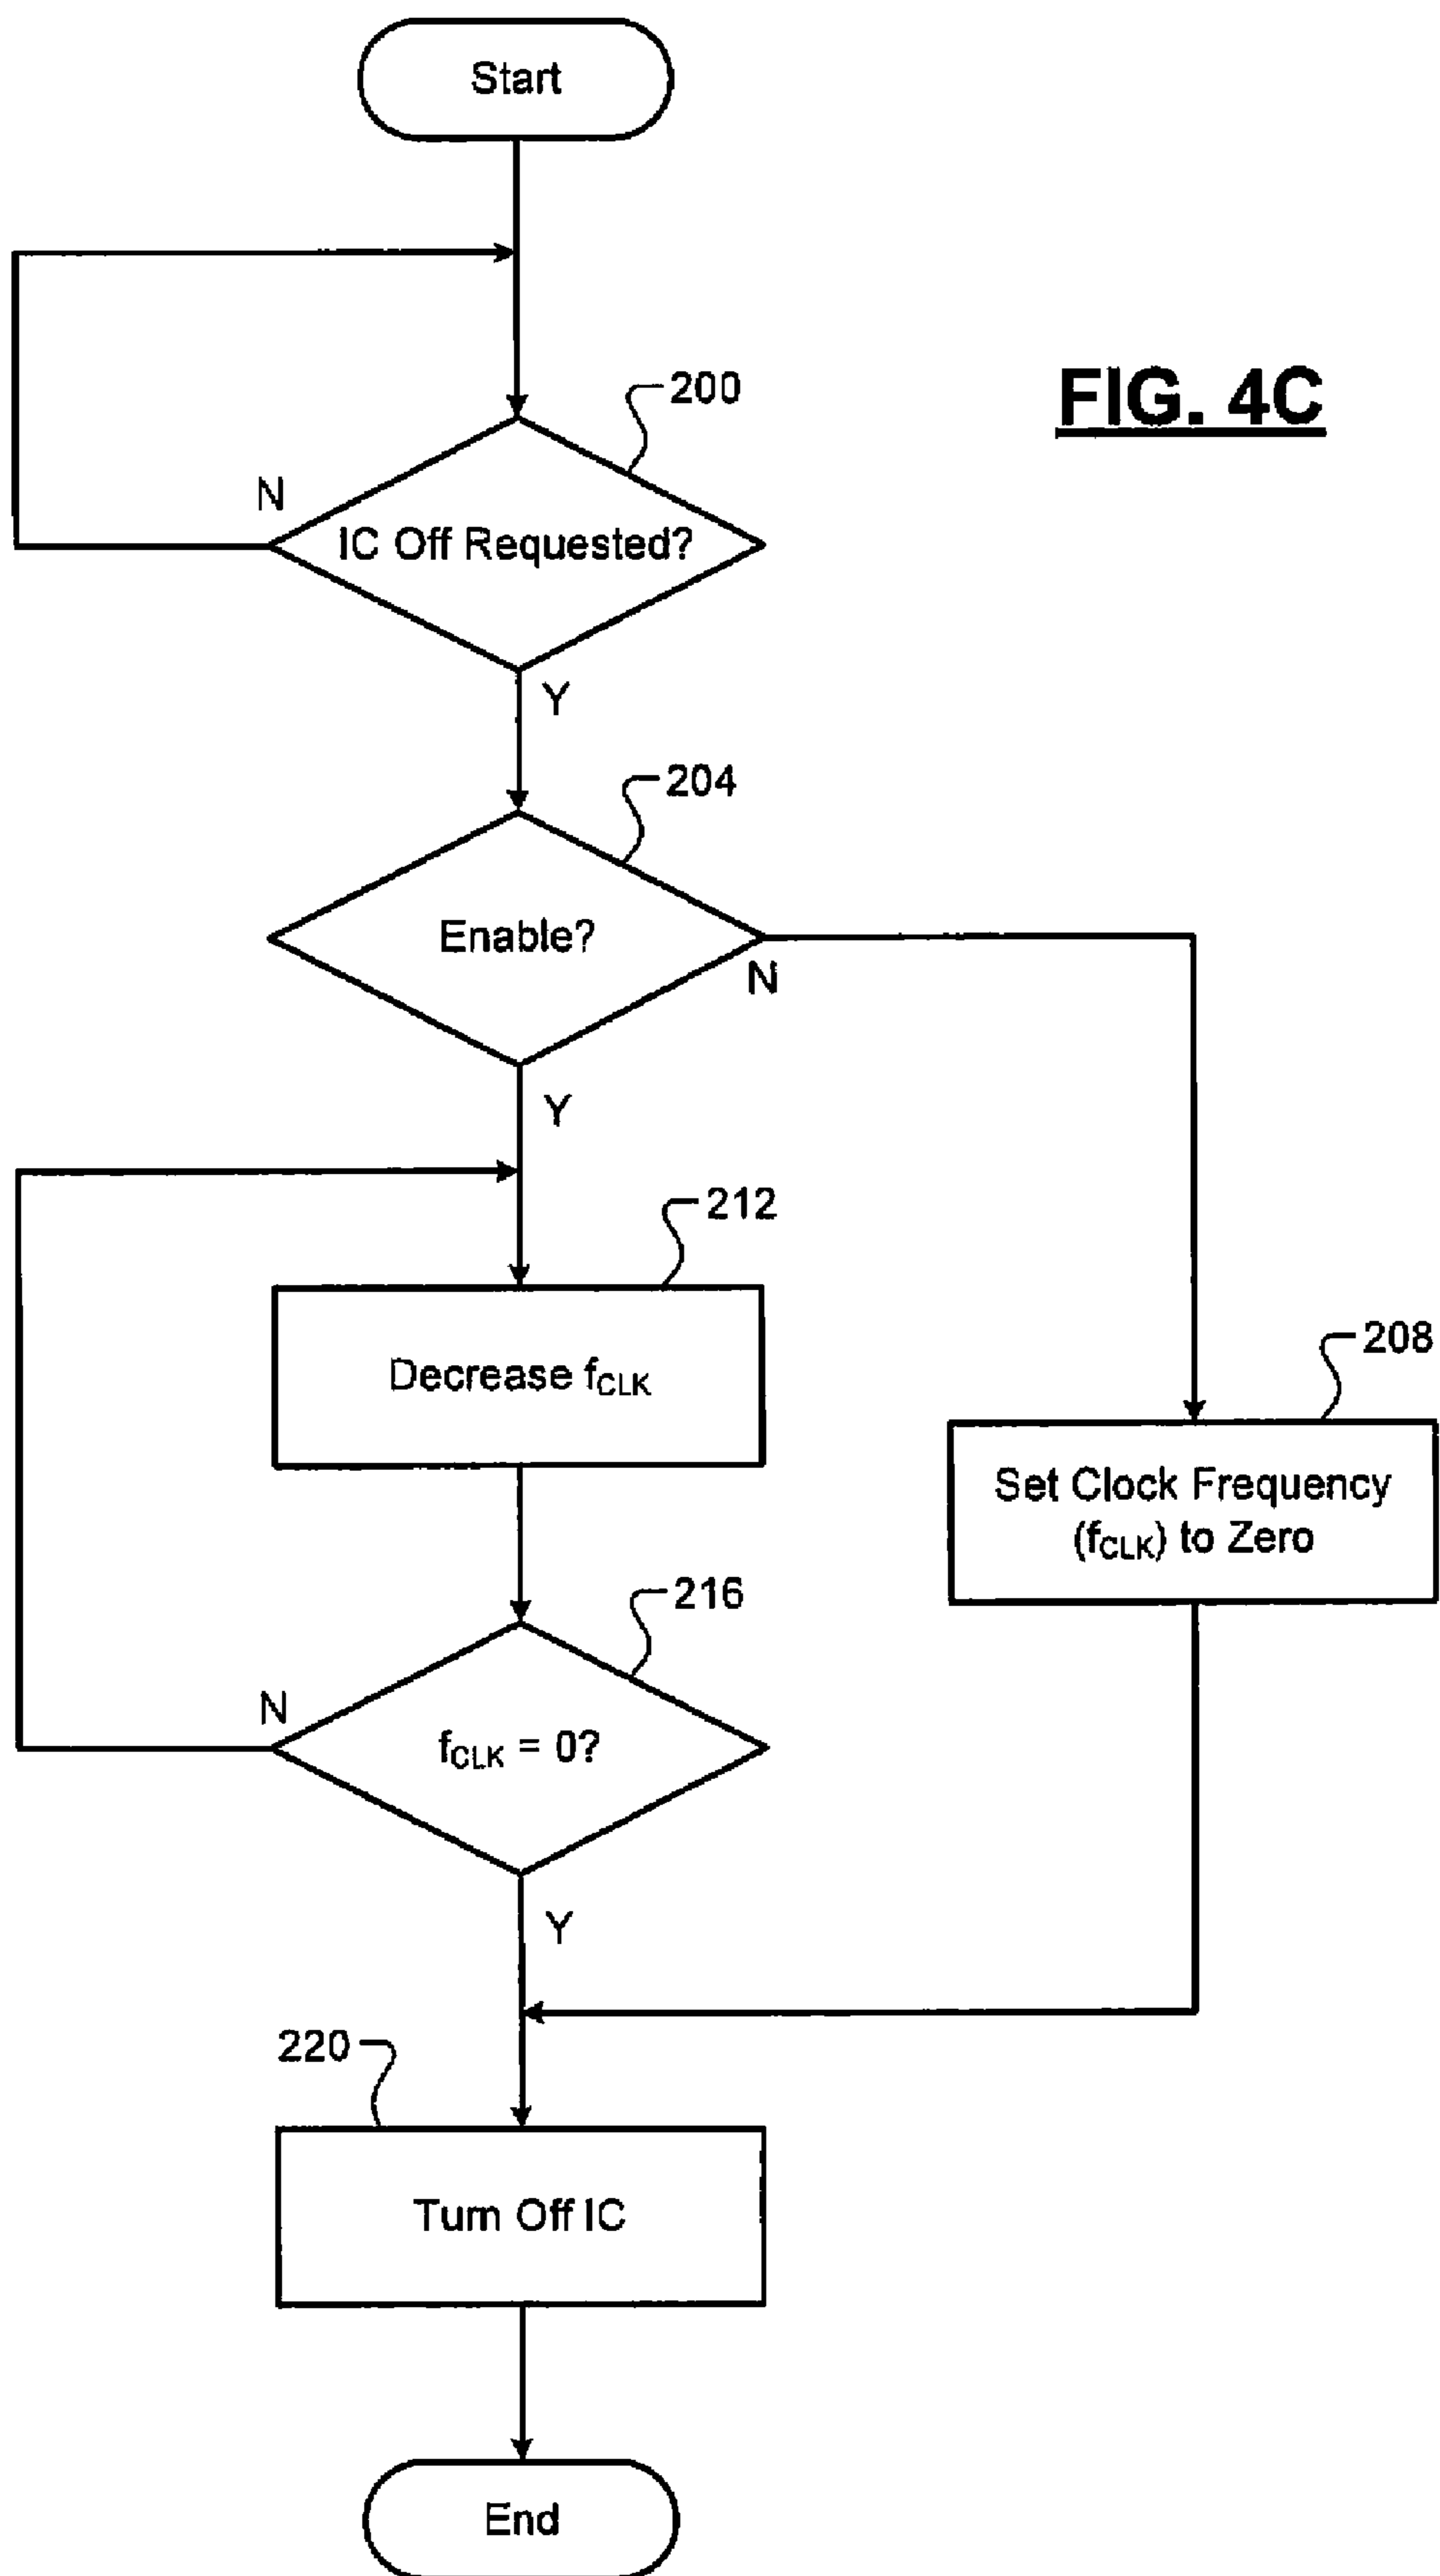 Start
FIG. 4C
200
N
IC Off Requested?
Y
204
Enable?
N
Y
212
Decrease fCLK
208
Set Clock Frequency
(fCLK) to Zero
216
N
fCLK = 0?
Y
220
Turn Off IC
End